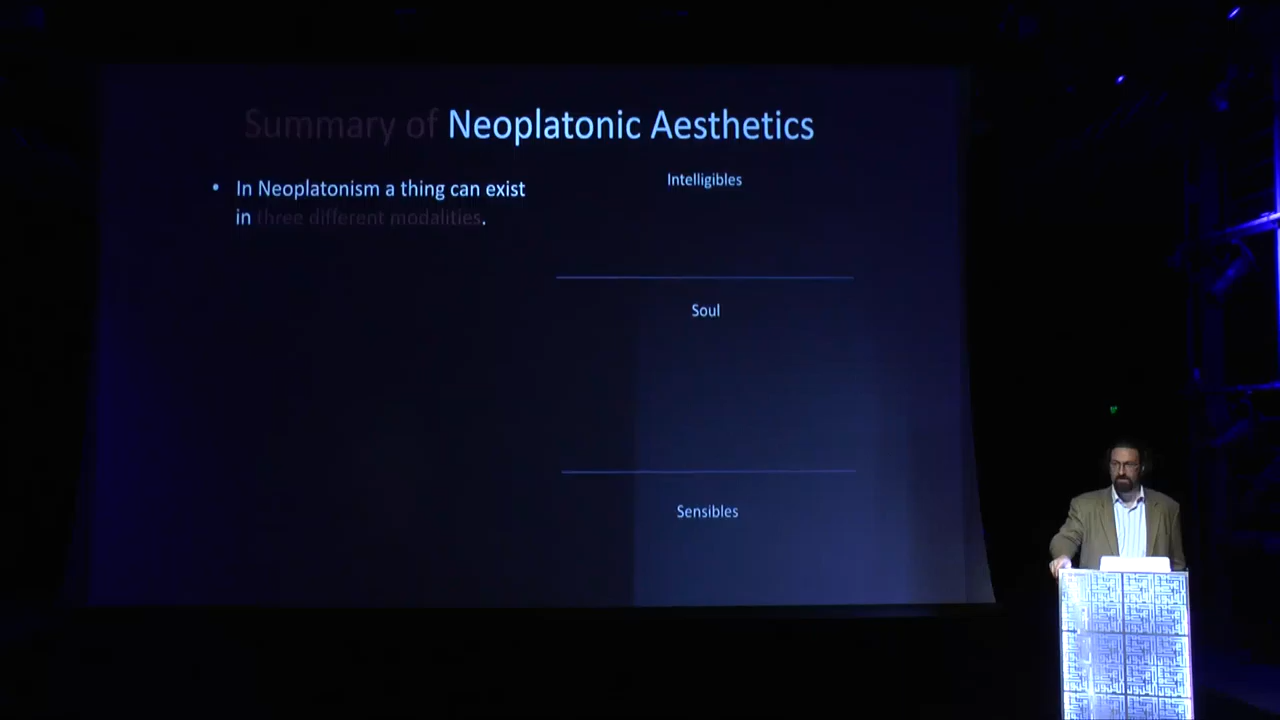 Summary of Neoplatonic Aesthetics
• In Neoplatonism a thing can exist
in three different modalities.
Intelligibles
Soul
Sensibles